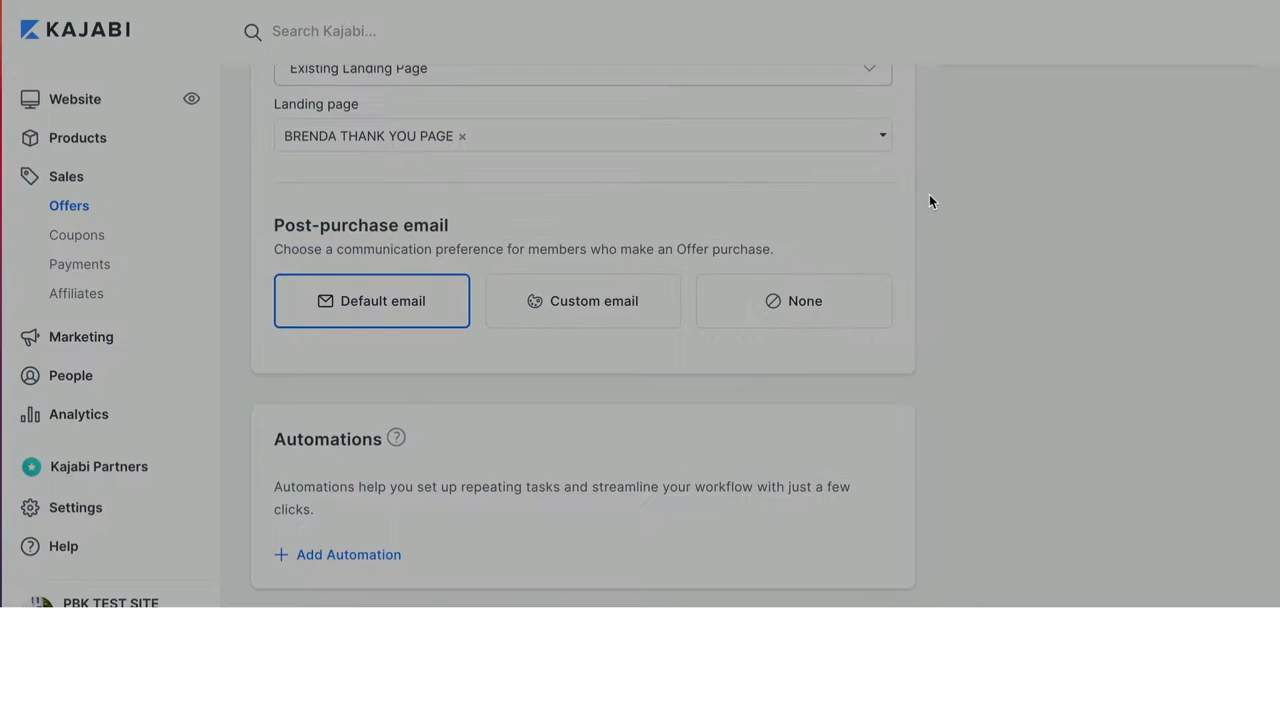 KAJABI
Search Kajabi...
Website
Products
Sales
Offers
Coupons
Payments
Affiliates
Marketing
People
Analytics
Kajabi Partners
Settings
Help
PBK TEST SITE
Existing Landing Page
Landing page
BRENDA THANK YOU PAGE ×
Post-purchase email
Choose a communication preference for members who make an Offer purchase.
Default email
Custom email
None
Automations ?
Automations help you set up repeating tasks and streamline your workflow with just a few
clicks.
+ Add Automation